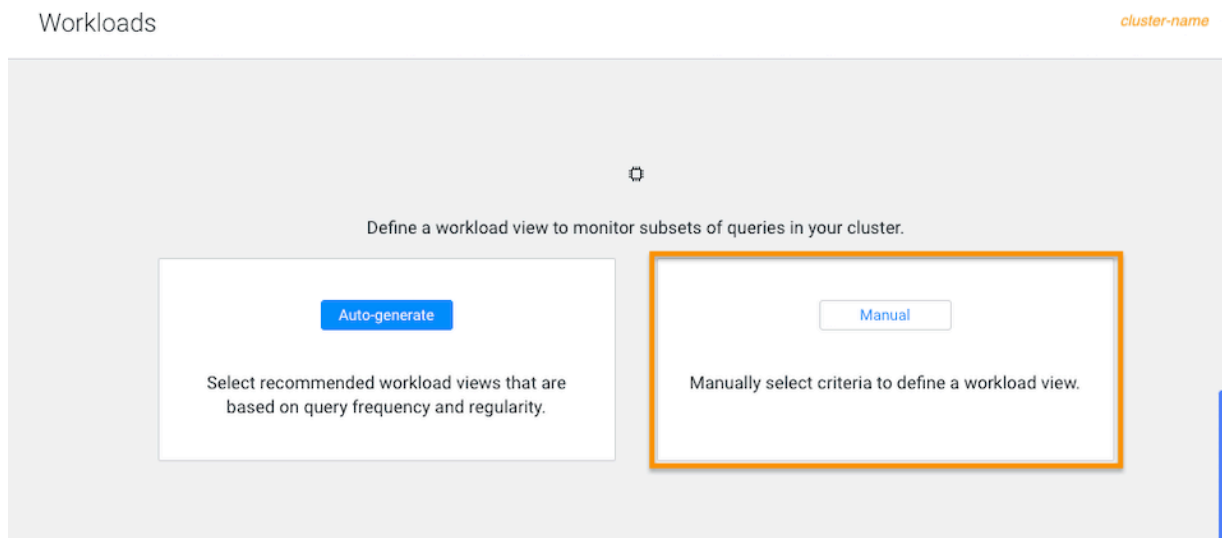 Workloads
cluster-name
Define a workload view to monitor subsets of queries in your cluster.
Auto-generate
Select recommended workload views that are
based on query frequency and regularity.
Manual
Manually select criteria to define a workload view.